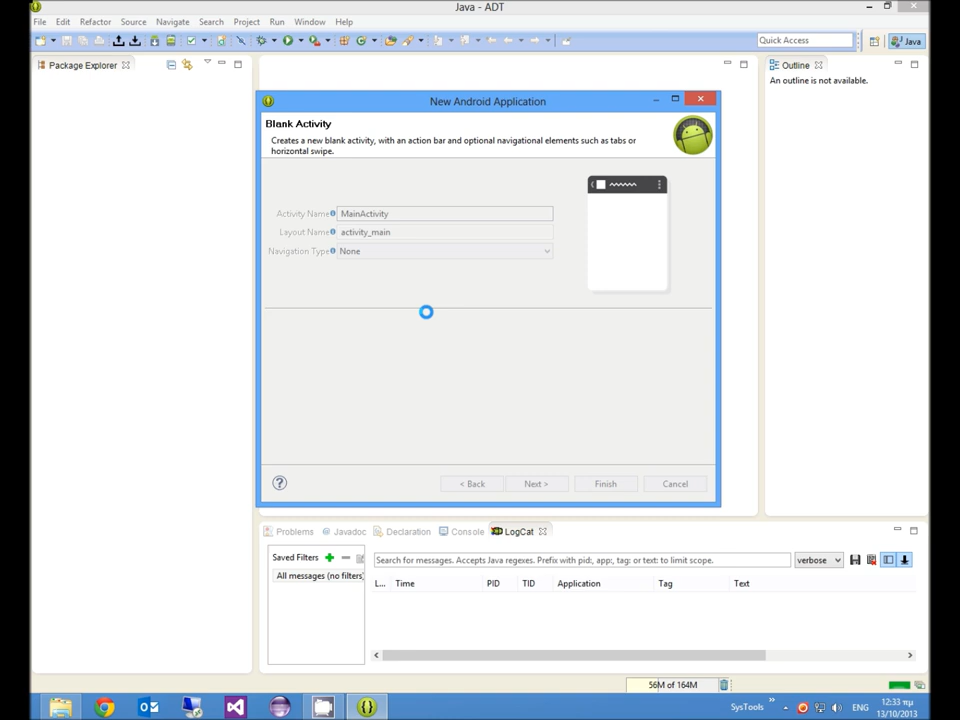 Java - ADT
File Edit Refactor Source Navigate Search Project Run Window Help
Quick Access
Java
Package Explorer
Outline
An outline is not available.
New Android Application
Blank Activity
Creates a new blank activity, with an action bar and optional navigational elements such as tabs or
horizontal swipe.
Activity Name MainActivity
Layout Name activity_main
Navigation Type None
< Back Next > Finish Cancel
Problems Javadoc Declaration Console LogCat
Saved Filters
All messages (no filters)
Search for messages. Accepts Java regexes. Prefix with pid:, app:, tag: or text: to limit scope.
verbose
L... Time PID TID Application Tag Text
56M of 164M
SysTools
ENG
12:33 πμ
13/10/2013